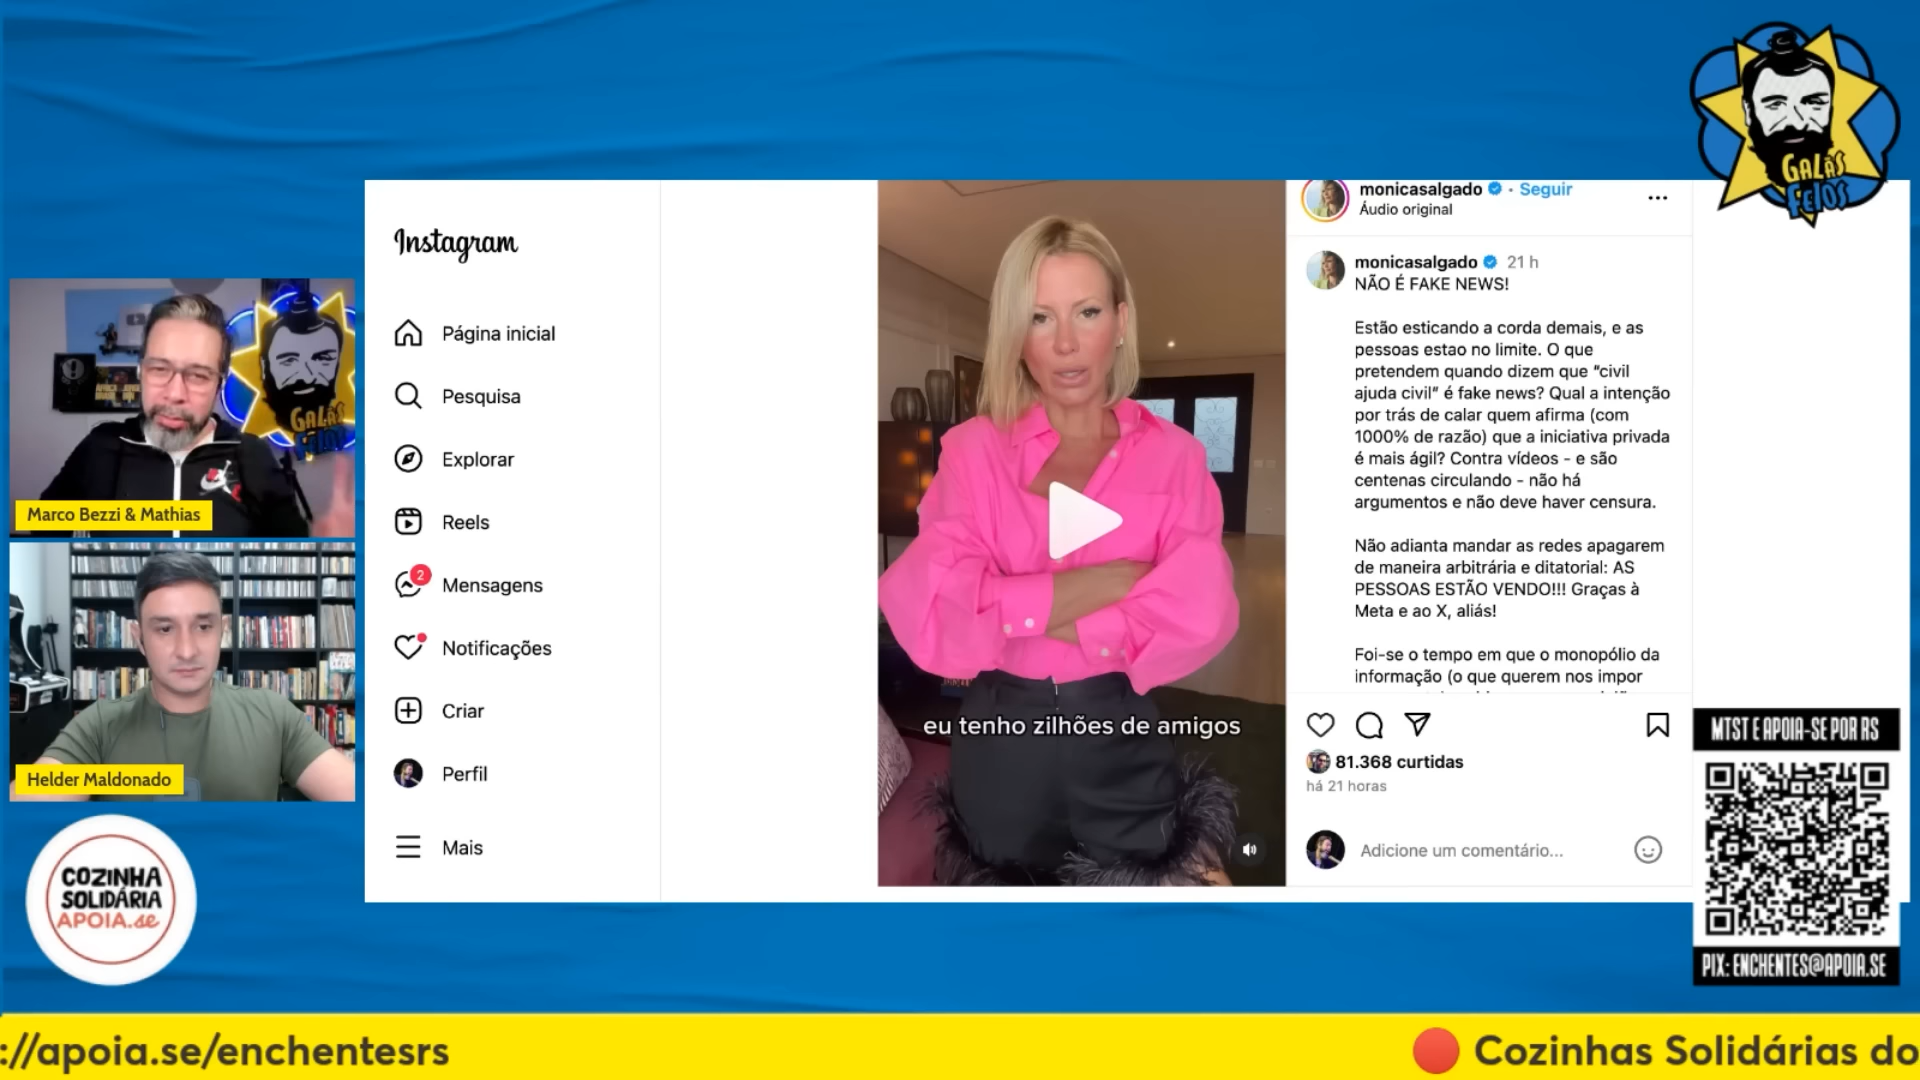 GALÃS
FEIOS
Instagram
Página inicial
Pesquisa
Explorar
Reels
2
Mensagens
Notificações
Criar
Perfil
Mais
eu tenho zilhões de amigos
monicasalgado • Seguir
Áudio original
monicasalgado 21 h
NÃO É FAKE NEWS!
Estão esticando a corda demais, e as
pessoas estao no limite. O que
pretendem quando dizem que “civil
ajuda civil” é fake news? Qual a intenção
por trás de calar quem afirma (com
1000% de razão) que a iniciativa privada
é mais ágil? Contra vídeos - e são
centenas circulando - não há
argumentos e não deve haver censura.
Não adianta mandar as redes apagarem
de maneira arbitrária e ditatorial: AS
PESSOAS ESTÃO VENDO!!! Graças à
Meta e ao X, aliás!
Foi-se o tempo em que o monopólio da
informação (o que querem nos impor
81.368 curtidas
há 21 horas
Adicione um comentário...
GALÃS
FEIOS
Marco Bezzi & Mathias
Helder Maldonado
COZINHA
SOLIDÁRIA
APOIA.se
MTST E APOIA-SE POR RS
PIX: ENCHENTES@APOIA.SE
://apoia.se/enchentesrs
Cozinhas Solidárias do